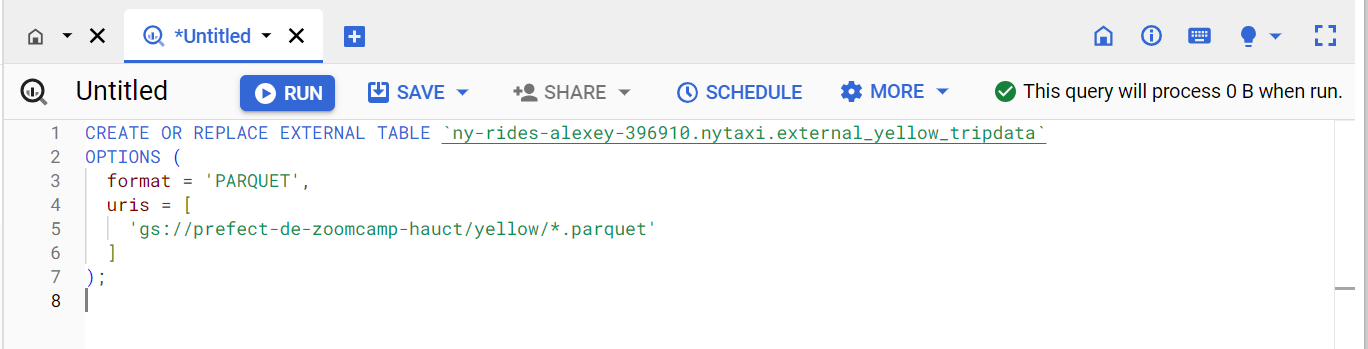 *Untitled
Untitled RUN SAVE SHARE SCHEDULE MORE This query will process 0 B when run.
1 CREATE OR REPLACE EXTERNAL TABLE `ny-rides-alexey-396910.nytaxi.external_yellow_tripdata`
2 OPTIONS (
3 format = 'PARQUET',
4 uris = [
5 'gs://prefect-de-zoomcamp-hauct/yellow/*.parquet'
6 ]
7 );
8